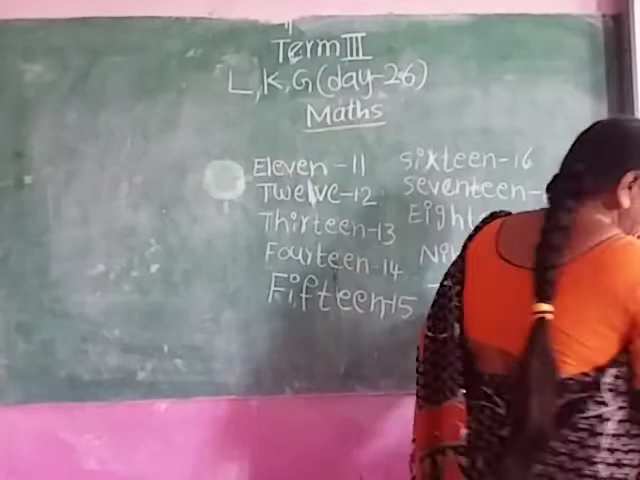 Term III
L,K,G(day-26)
Maths
Eleven-11
Twelve-12
Thirteen-13
Fourteen-14
Fifteen-15
Sixteen-16
Seventeen-